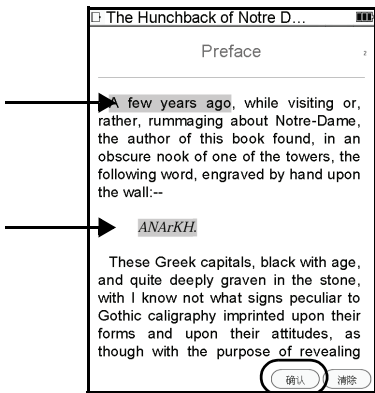 The Hunchback of Notre D...
Preface
2
A few years ago, while visiting or,
rather, rummaging about Notre-Dame,
the author of this book found, in an
obscure nook of one of the towers, the
following word, engraved by hand upon
the wall:--
ANArKH.
These Greek capitals, black with age,
and quite deeply graven in the stone,
with I know not what signs peculiar to
Gothic caligraphy imprinted upon their
forms and upon their attitudes, as
though with the purpose of revealing
确认 清除